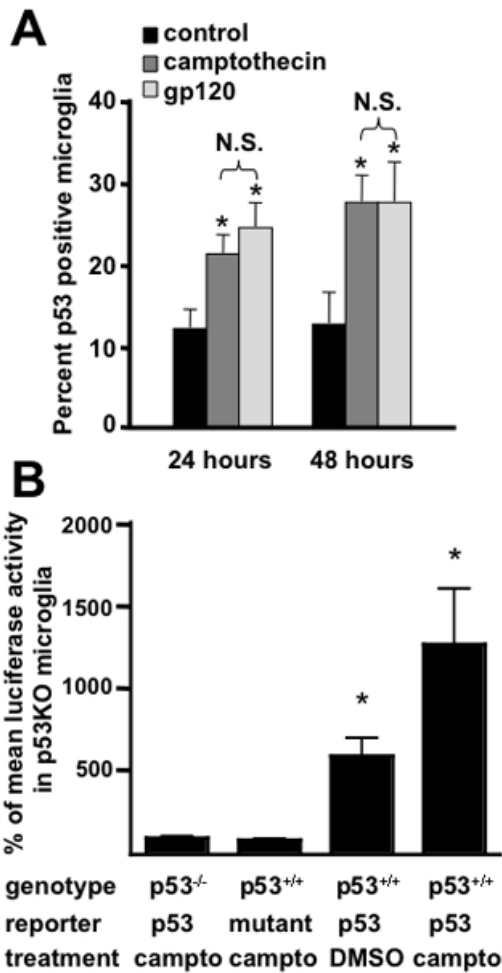 A
control
camptothecin
gp120
Percent p53 positive microglia
40
30
20
10
0
N.S.
N.S.
* *
* *
24 hours 48 hours
B
% of mean luciferase activity
in p53KO microglia
2000
1500
1000
500
*
*
genotype p53-/- p53+/+ p53+/+ p53+/+
reporter p53 mutant p53 p53
treatment campto campto DMSO campto